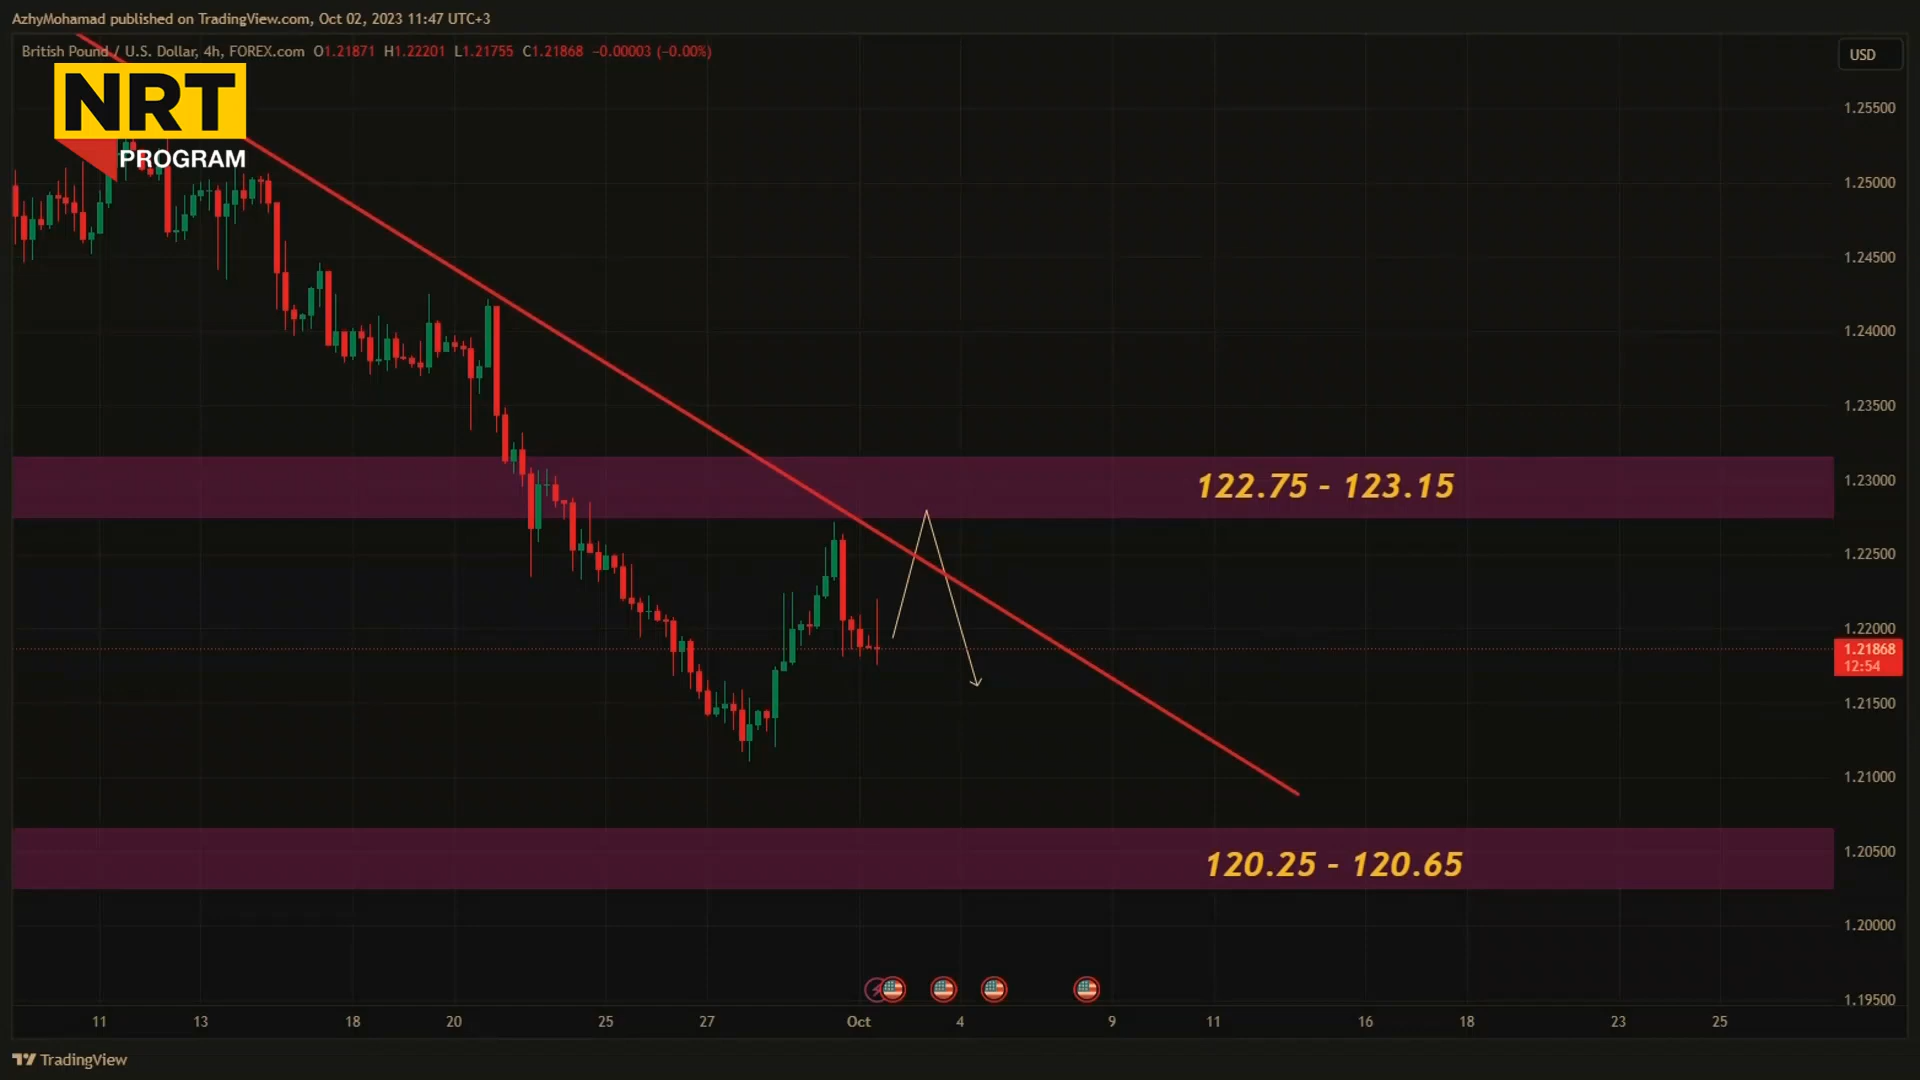 AzhyMohamad published on TradingView.com, Oct 02, 2023 11:47 UTC+3
British Pound / U.S. Dollar, 4h, FOREX.com O1.21871 H1.22201 L1.21755 C1.21868 −0.00003 (−0.00%)
USD
NRT
PROGRAM
1.25500
1.25000
1.24500
1.24000
1.23500
122.75 - 123.15
1.23000
1.22500
1.22000
1.21868
12:54
1.21500
1.21000
120.25 - 120.65
1.20500
1.20000
1.19500
11 13 18 20 25 27 Oct 4 9 11 16 18 23 25
TradingView